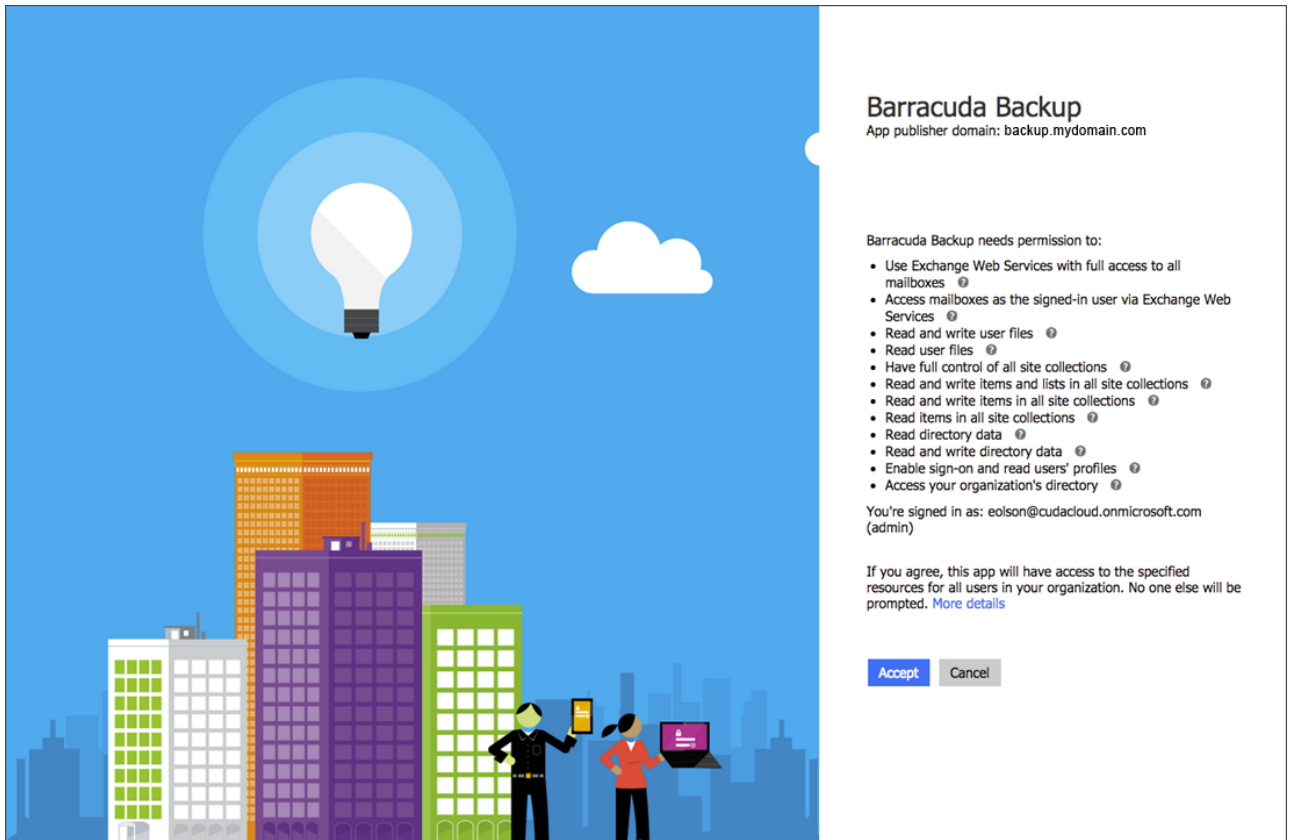 Barracuda Backup
App publisher domain: backup.mydomain.com
Barracuda Backup needs permission to:
• Use Exchange Web Services with full access to all
mailboxes
• Access mailboxes as the signed-in user via Exchange Web
Services
• Read and write user files
• Read user files
• Have full control of all site collections
• Read and write items and lists in all site collections
• Read and write items in all site collections
• Read items in all site collections
• Read directory data
• Read and write directory data
• Enable sign-on and read users' profiles
• Access your organization's directory
You're signed in as: eolson@cudacloud.onmicrosoft.com
(admin)
If you agree, this app will have access to the specified
resources for all users in your organization. No one else will be
prompted. More details
Accept Cancel